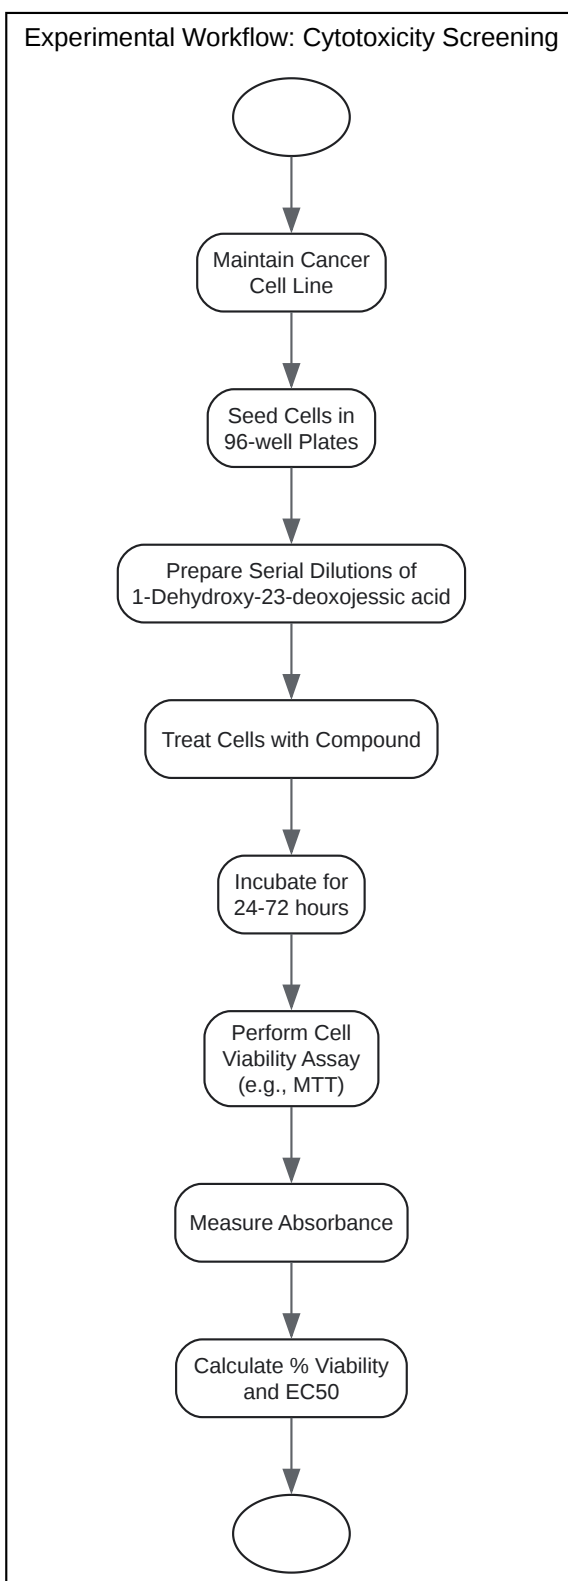 Experimental Workflow: Cytotoxicity Screening
Maintain Cancer
Cell Line
Seed Cells in
96-well Plates
Prepare Serial Dilutions of
1-Dehydroxy-23-deoxojessic acid
Treat Cells with Compound
Incubate for
24-72 hours
Perform Cell
Viability Assay
(e.g., MTT)
Measure Absorbance
Calculate % Viability
and EC50